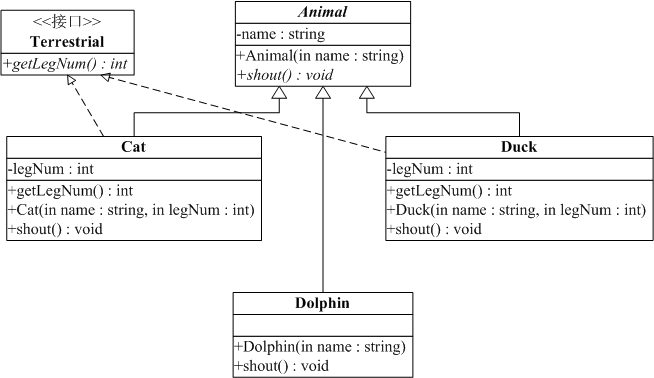 <<接口>>
Terrestrial
+getLegNum() : int
Animal
-name : string
+Animal(in name : string)
+shout() : void
Cat
-legNum : int
+getLegNum() : int
+Cat(in name : string, in legNum : int)
+shout() : void
Duck
-legNum : int
+getLegNum() : int
+Duck(in name : string, in legNum : int)
+shout() : void
Dolphin
+Dolphin(in name : string)
+shout() : void